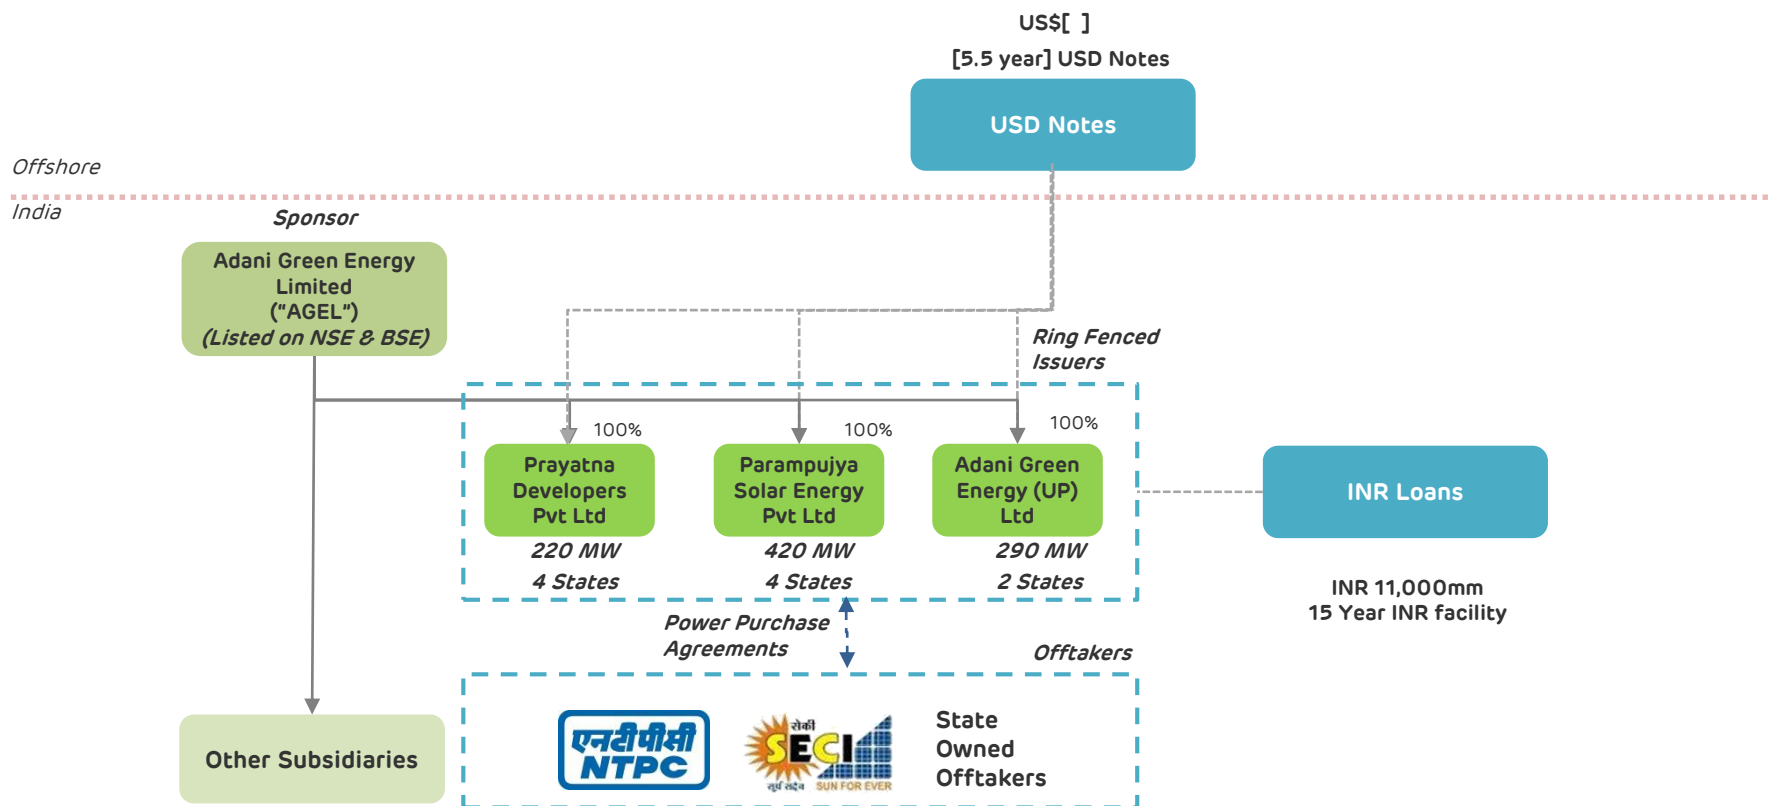 US$[ ]
[5.5 year] USD Notes
USD Notes
Offshore
India
Sponsor
Adani Green Energy
Limited
("AGEL")
(Listed on NSE & BSE)
Ring Fenced
Issuers
100%
100%
100%
Prayatna
Developers
Pvt Ltd
Parampujya
Solar Energy
Pvt Ltd
Adani Green
Energy (UP)
Ltd
INR Loans
220 MW
4 States
420 MW
4 States
290 MW
2 States
INR 11,000mm
15 Year INR facility
Power Purchase
Agreements
Offtakers
Other Subsidiaries
एनटीपीसी
NTPC
सेकी
SECI
SUN FOR EVER
State
Owned
Offtakers